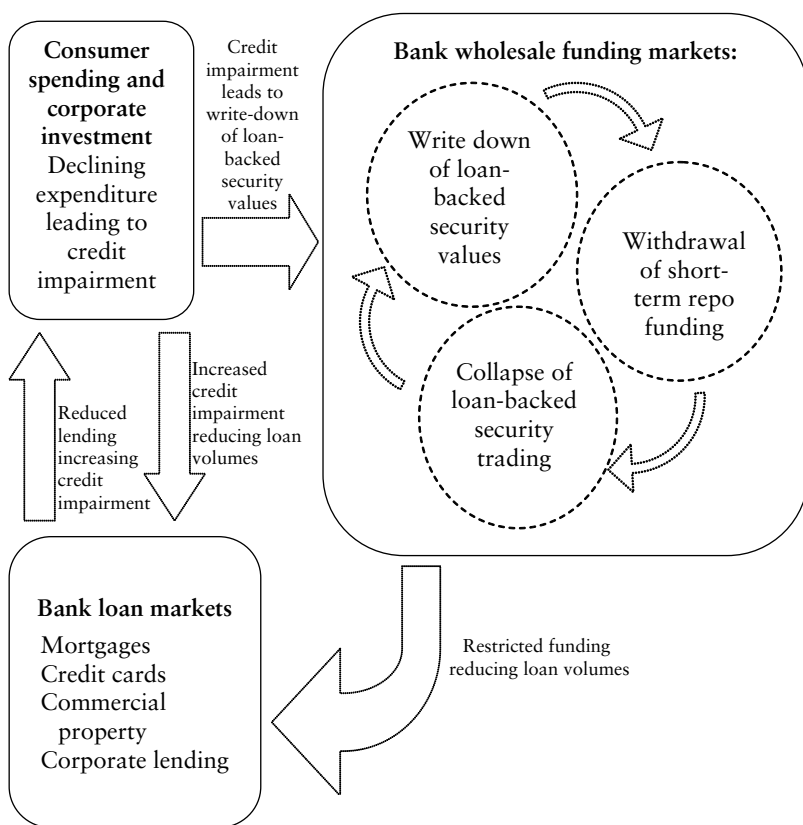 Consumer
spending and
corporate
investment
Declining
expenditure
leading to
credit
impairment
Credit
impairment
leads to
write-down
of loan-
backed
security
values
Bank wholesale funding markets:
Write down
of loan-
backed
security
values
Withdrawal
of short-
term repo
funding
Collapse of
loan-backed
security
trading
Reduced
lending
increasing
credit
impairment
Increased
credit
impairment
reducing loan
volumes
Bank loan markets
Mortgages
Credit cards
Commercial
property
Corporate lending
Restricted funding
reducing loan volumes